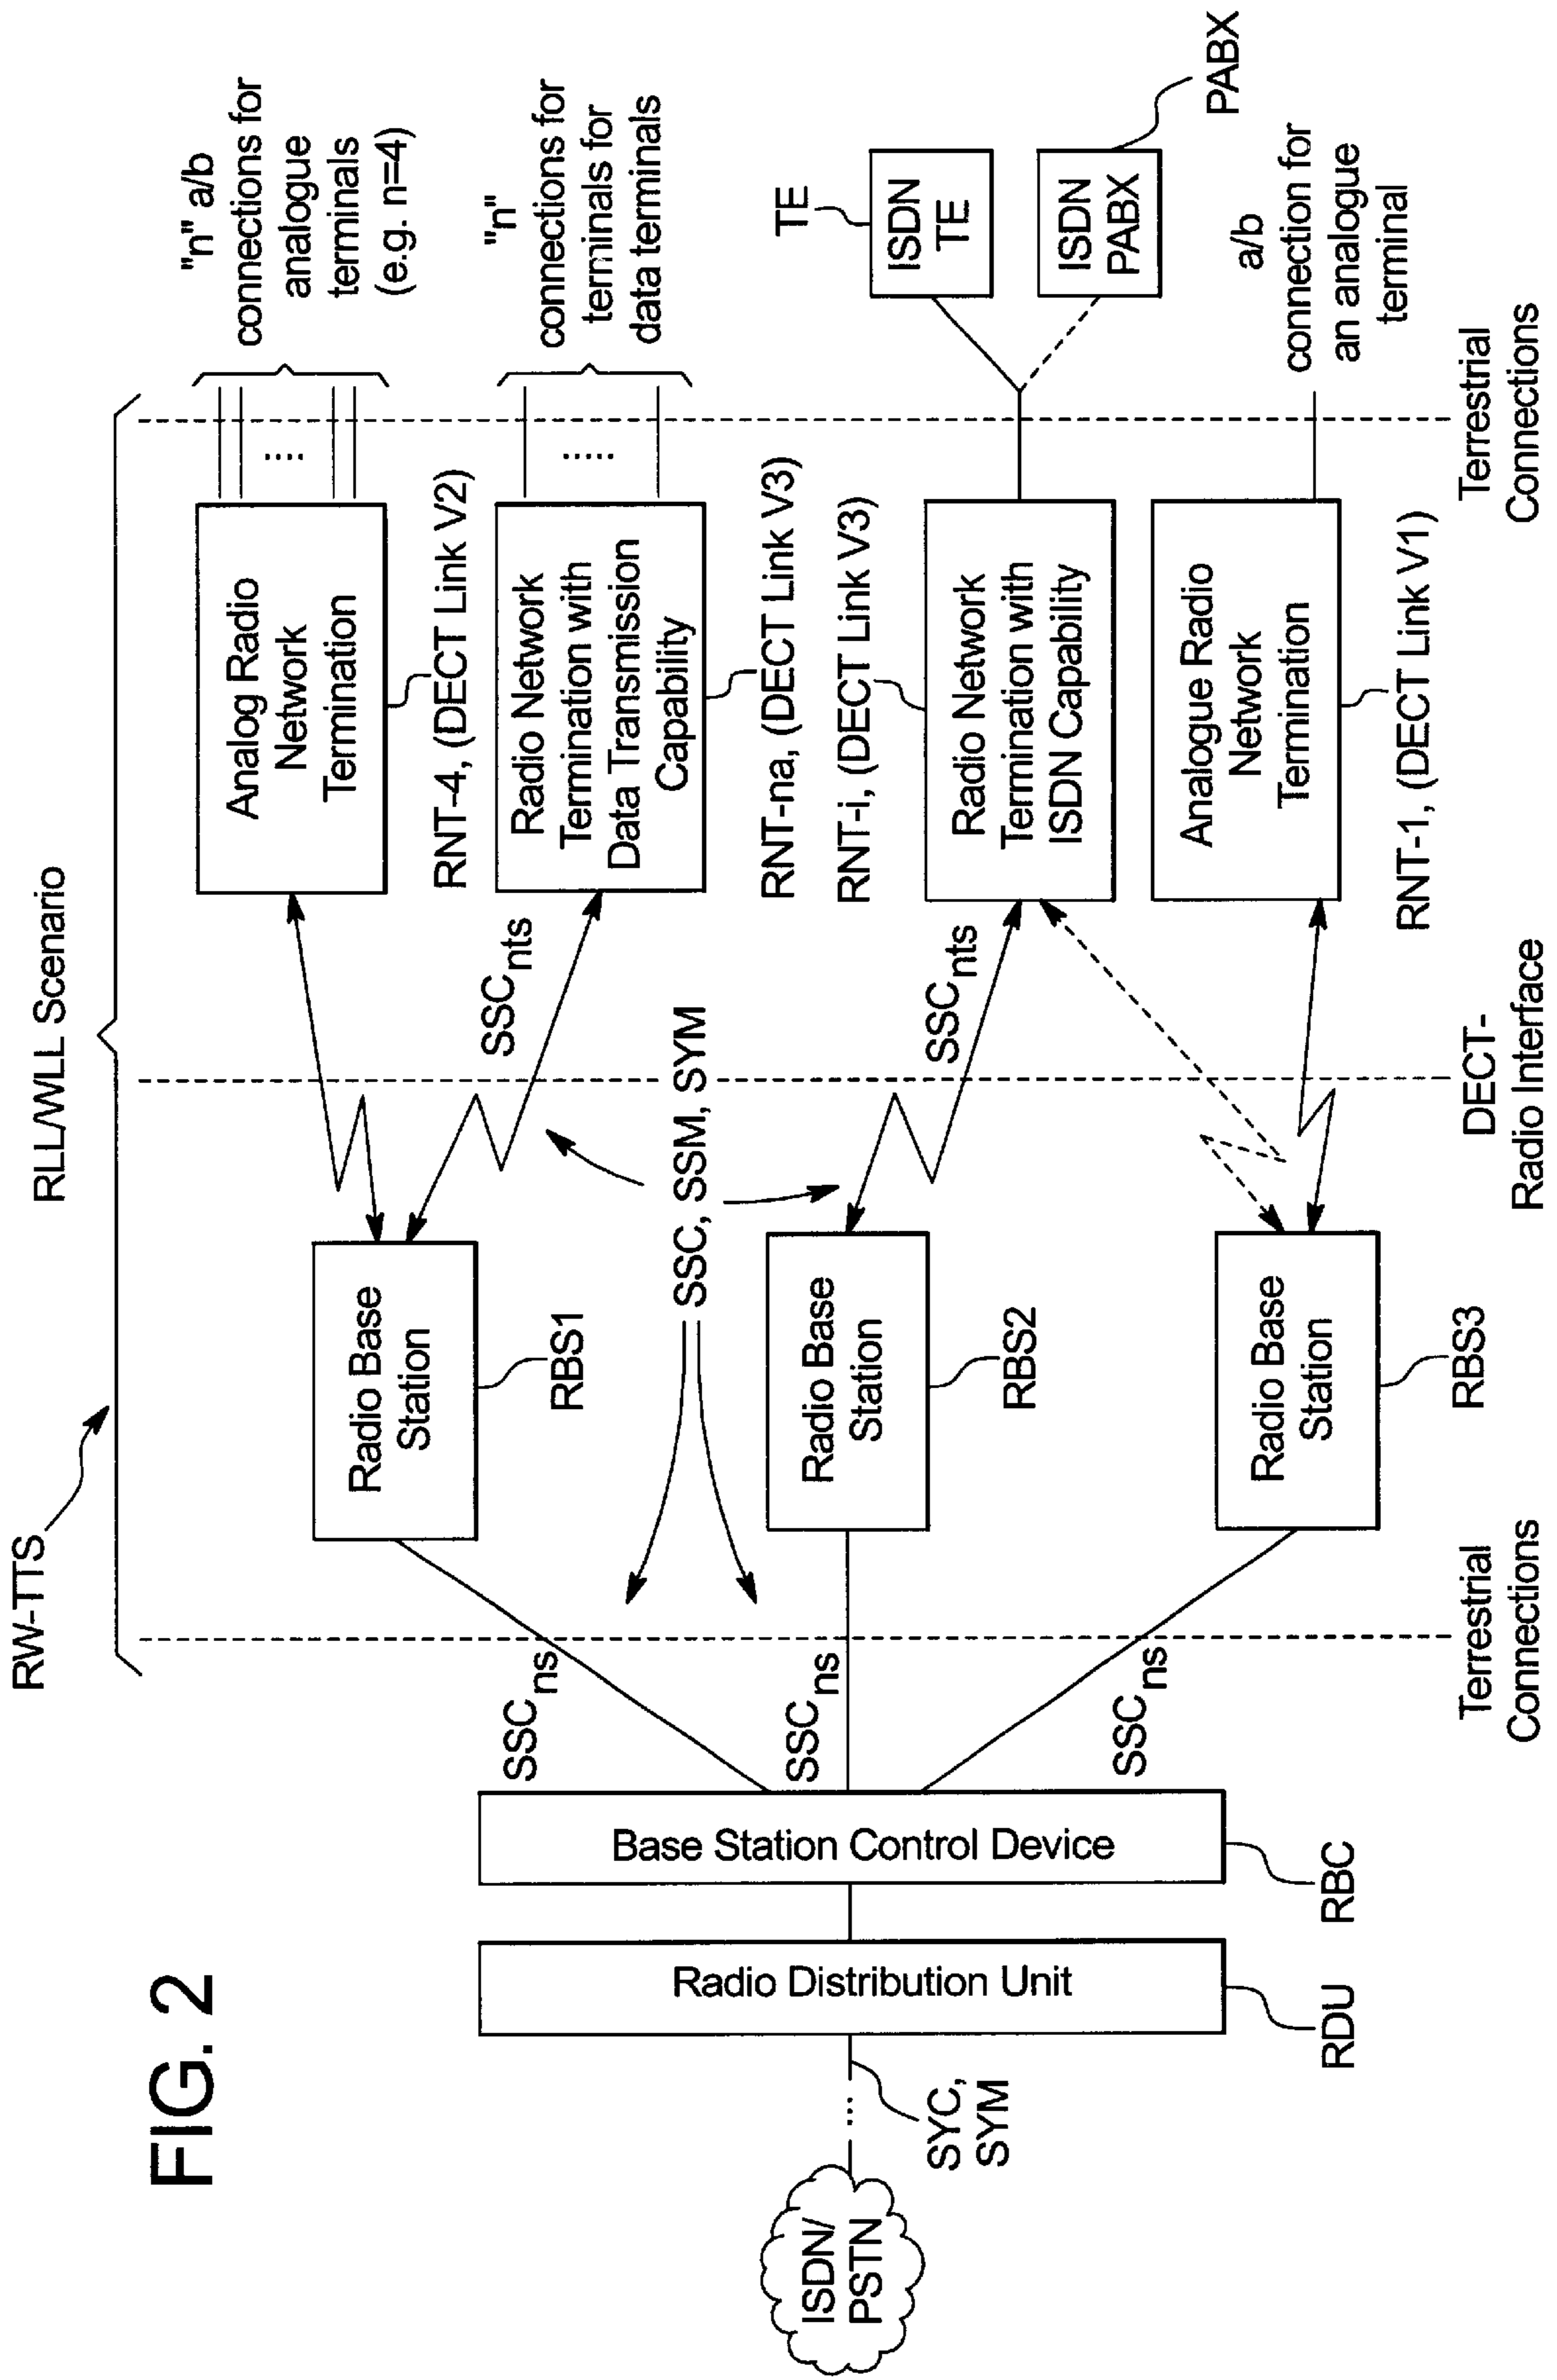 FIG. 2
RW-TTS
RLL/WLL Scenario
ISDN/
PSTN
SYC,
SYM
Radio Distribution Unit
RDU
Base Station Control Device
RBC
SSCns
SSCns
SSCns
Terrestrial
Connections
Radio Base
Station
RBS1
SSC, SSM, SYM
Radio Base
Station
RBS2
Radio Base
Station
RBS3
SSCnts
SSCnts
DECT-
Radio Interface
Analog Radio
Network
Termination
RNT-4, (DECT Link V2)
Radio Network
Termination with
Data Transmission
Capability
RNT-na, (DECT Link V3)
RNT-i, (DECT Link V3)
Radio Network
Termination with
ISDN Capability
Analogue Radio
Network
Termination
RNT-1, (DECT Link V1)
Terrestrial
Connections
"n" a/b
connections for
analogue
terminals
(e.g. n=4)
"n"
connections for
terminals for
data terminals
TE
ISDN
TE
ISDN
PABX
PABX
a/b
connection for
an analogue
terminal